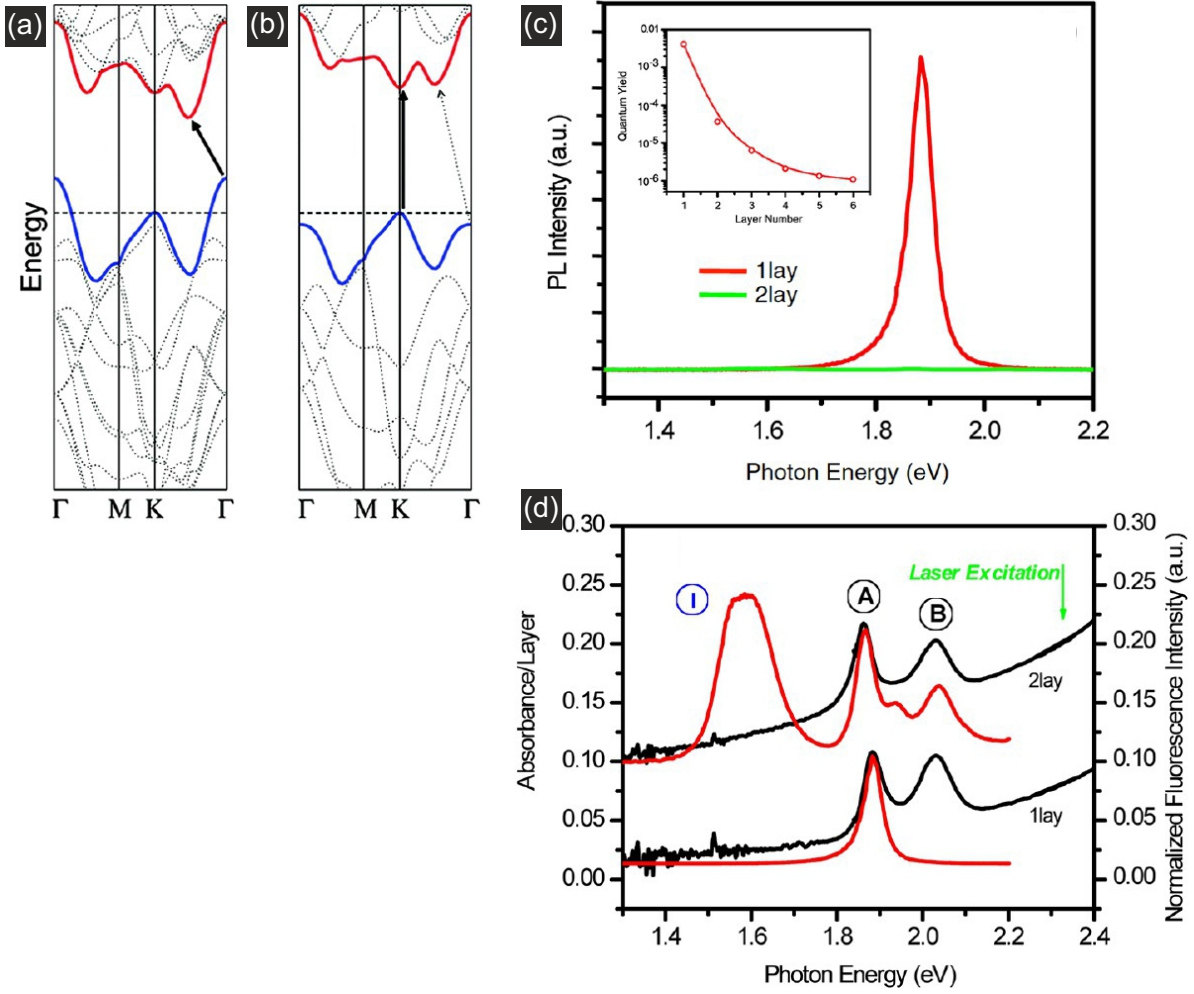 (a)
(b)
(c)
(d)
Energy
Γ M K Γ
Γ M K Γ
PL Intensity (a.u.)
Quantum Yield
0.01
10⁻³
10⁻⁴
10⁻⁵
10⁻⁶
1 2 3 4 5 6
Layer Number
1lay
2lay
1.4 1.6 1.8 2.0 2.2
Photon Energy (eV)
Absorbance/Layer
0.30
0.25
0.20
0.15
0.10
0.05
0.00
I
A
B
Laser Excitation
2lay
1lay
0.30
0.25
0.20
0.15
0.10
0.05
0.00
Normalized Fluorescence Intensity (a.u.)
1.4 1.6 1.8 2.0 2.2 2.4
Photon Energy (eV)